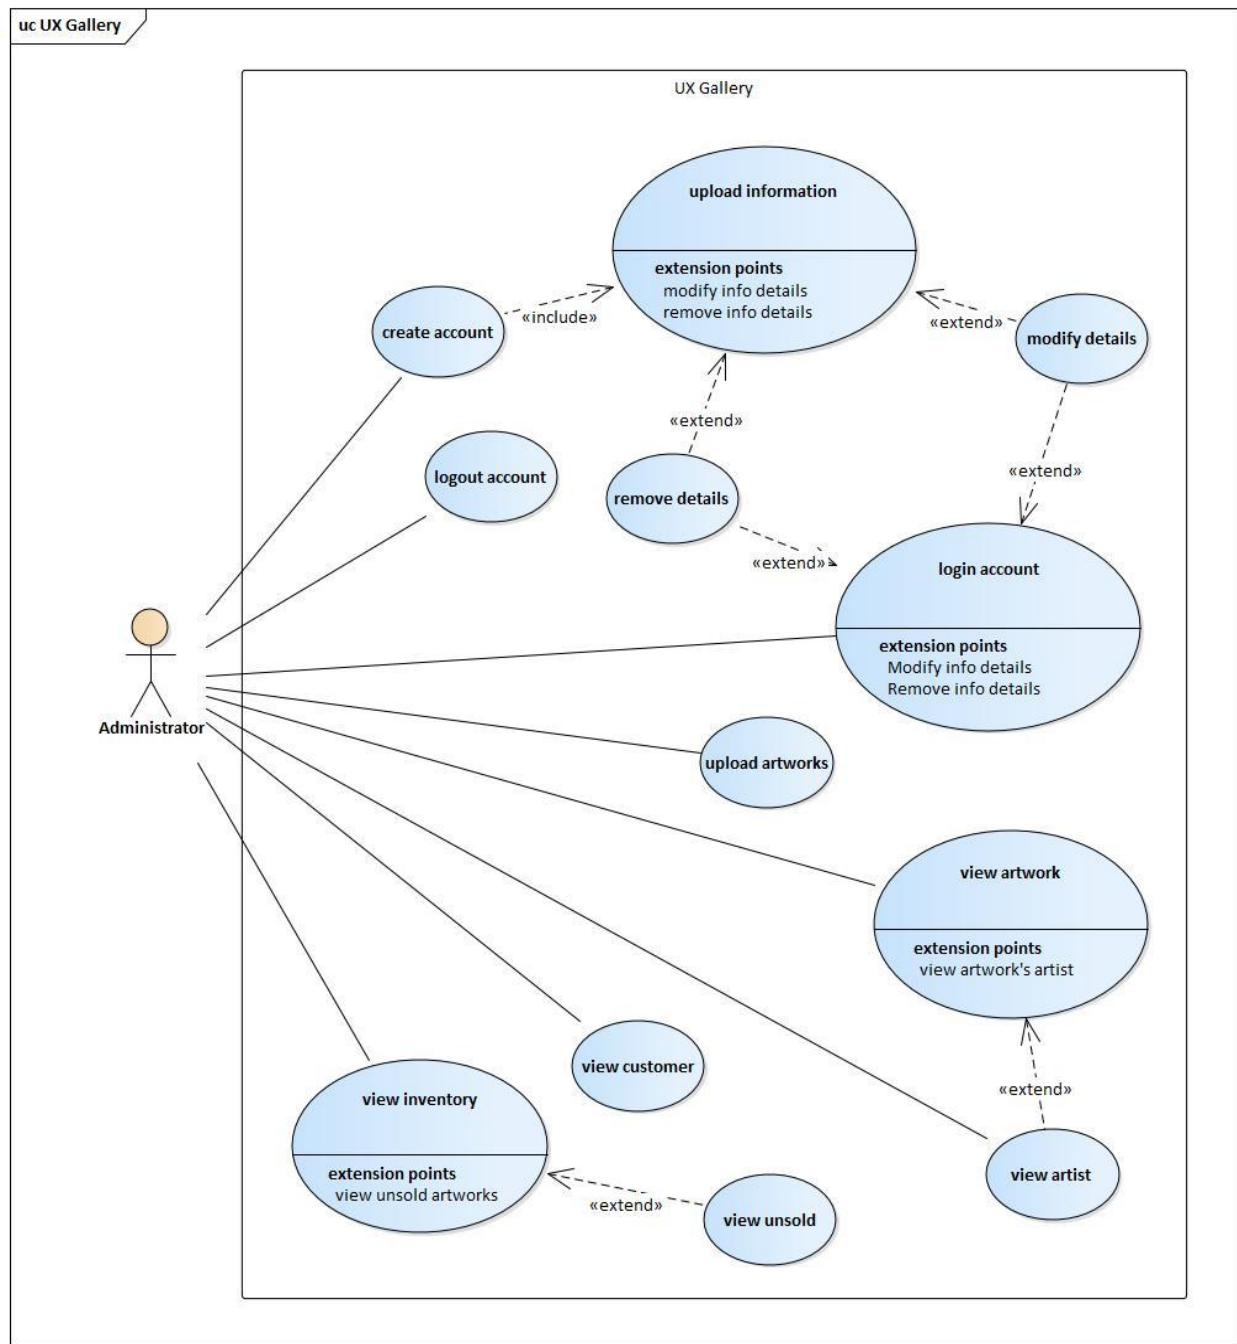 uc UX Gallery
UX Gallery
upload information
extension points
modify info details
remove info details
«include»
create account
«extend»
modify details
«extend»
logout account
remove details
«extend»
«extend»
login account
extension points
Modify info details
Remove info details
Administrator
upload artworks
view artwork
extension points
view artwork's artist
view customer
«extend»
view inventory
extension points
view unsold artworks
view artist
«extend»
view unsold